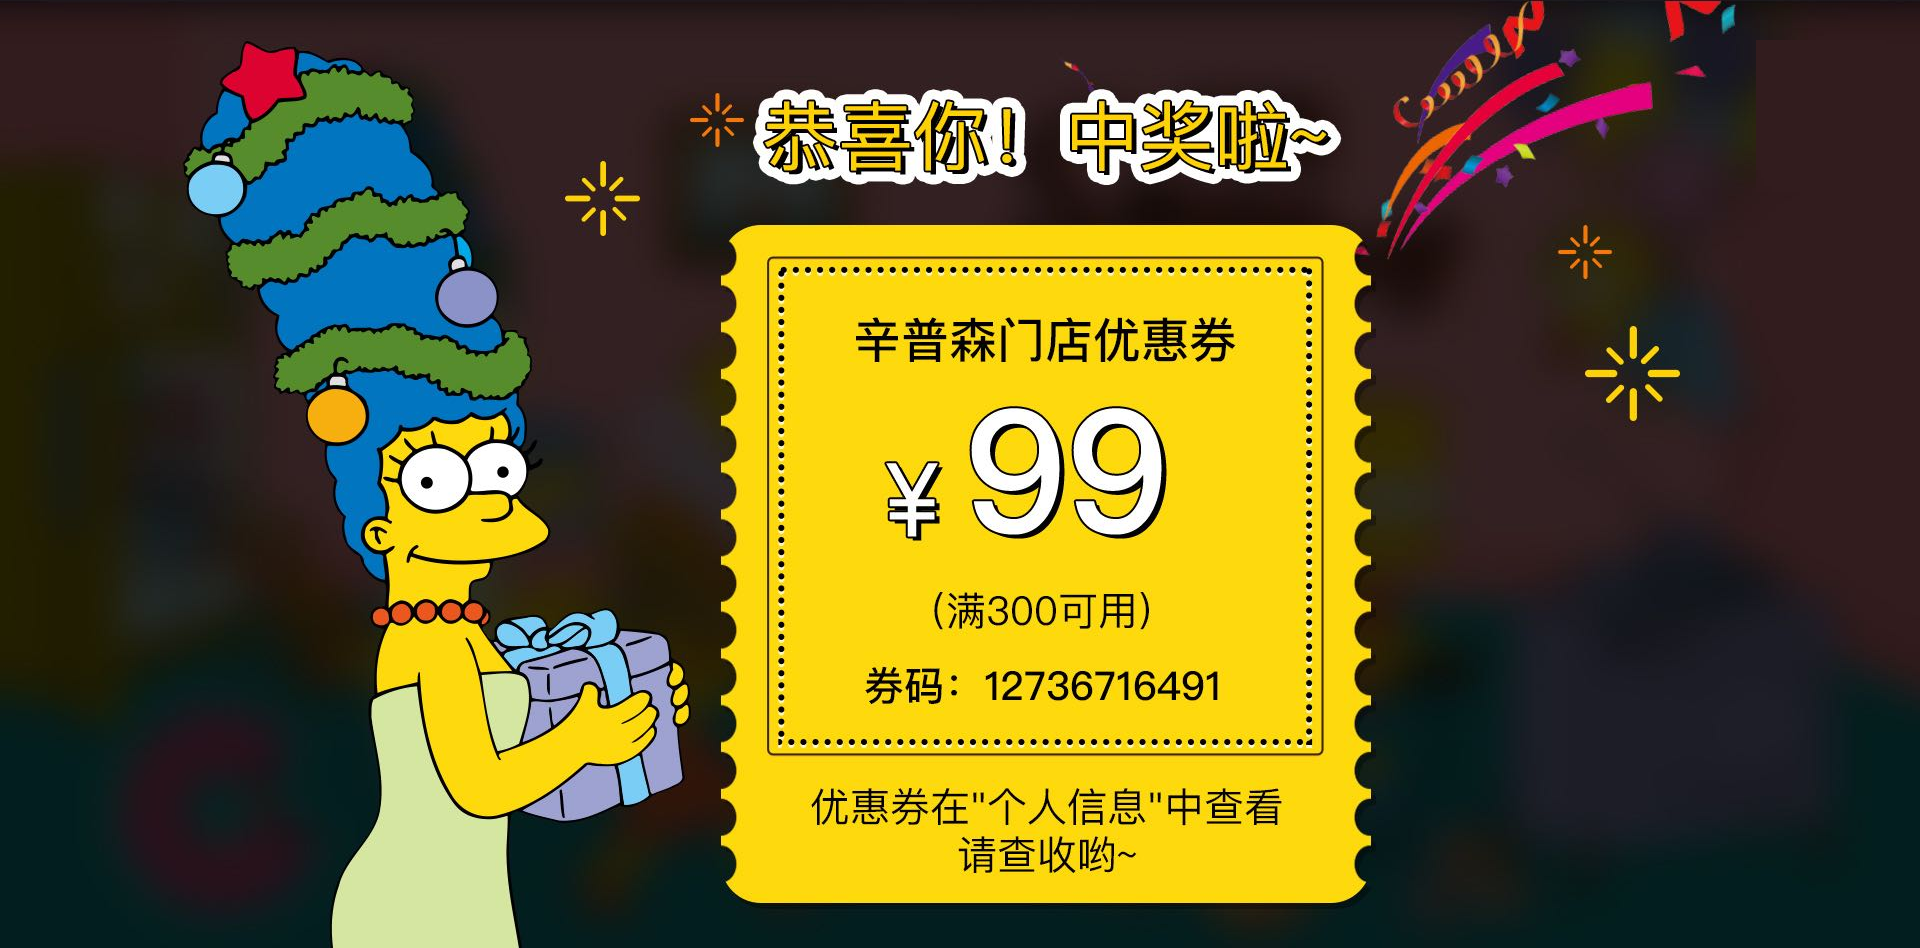 恭喜你！中奖啦~
辛普森门店优惠券
¥99
(满300可用)
券码：12736716491
优惠券在"个人信息"中查看
请查收哟~